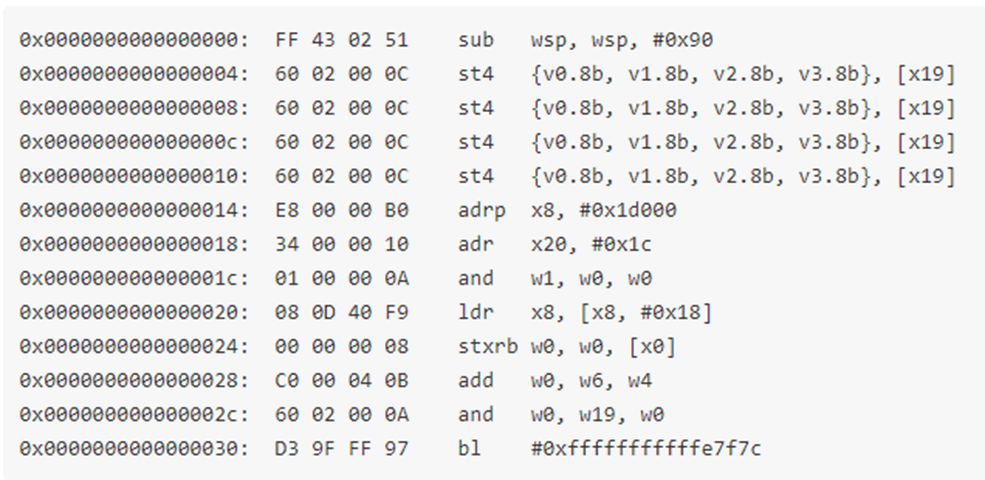 0x0000000000000000: FF 43 02 51 sub wsp, wsp, #0x90
0x0000000000000004: 60 02 00 0C st4 {v0.8b, v1.8b, v2.8b, v3.8b}, [x19]
0x0000000000000008: 60 02 00 0C st4 {v0.8b, v1.8b, v2.8b, v3.8b}, [x19]
0x000000000000000c: 60 02 00 0C st4 {v0.8b, v1.8b, v2.8b, v3.8b}, [x19]
0x0000000000000010: 60 02 00 0C st4 {v0.8b, v1.8b, v2.8b, v3.8b}, [x19]
0x0000000000000014: E8 00 00 B0 adrp x8, #0x1d000
0x0000000000000018: 34 00 00 10 adr x20, #0x1c
0x000000000000001c: 01 00 00 0A and w1, w0, w0
0x0000000000000020: 08 0D 40 F9 ldr x8, [x8, #0x18]
0x0000000000000024: 00 00 00 08 stxrb w0, w0, [x0]
0x0000000000000028: C0 00 04 0B add w0, w6, w4
0x000000000000002c: 60 02 00 0A and w0, w19, w0
0x0000000000000030: D3 9F FF 97 bl #0xfffffffffffe7f7c